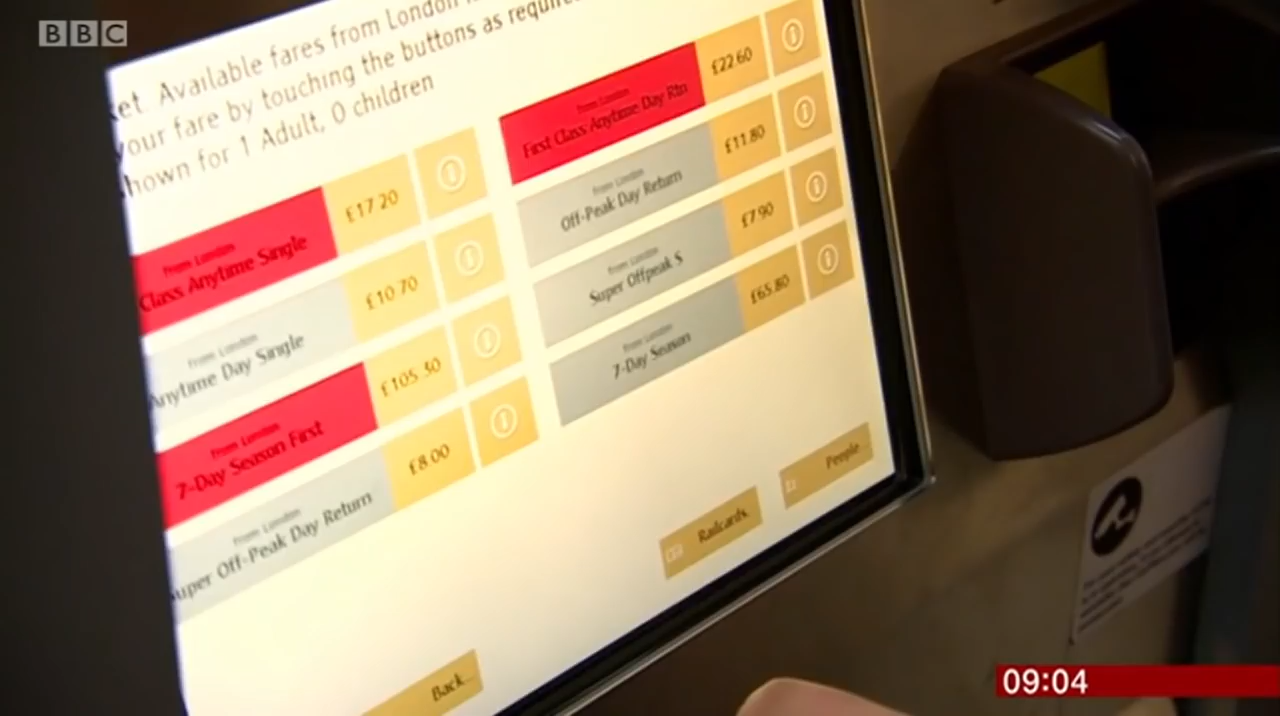 BBC
ket. Available fares from London
your fare by touching the buttons as required
hown for 1 Adult, 0 children
From London
Class Anytime Single
£17.20
From London
Anytime Day Single
£10.70
From London
7-Day Season First
£105.30
From London
Super Off-Peak Day Return
£8.00
From London
First Class Anytime Day Rtn
£22.60
From London
Off-Peak Day Return
£11.80
From London
Super Offpeak S
£7.90
From London
7-Day Season
£65.80
Railcards
People
Back...
09:04